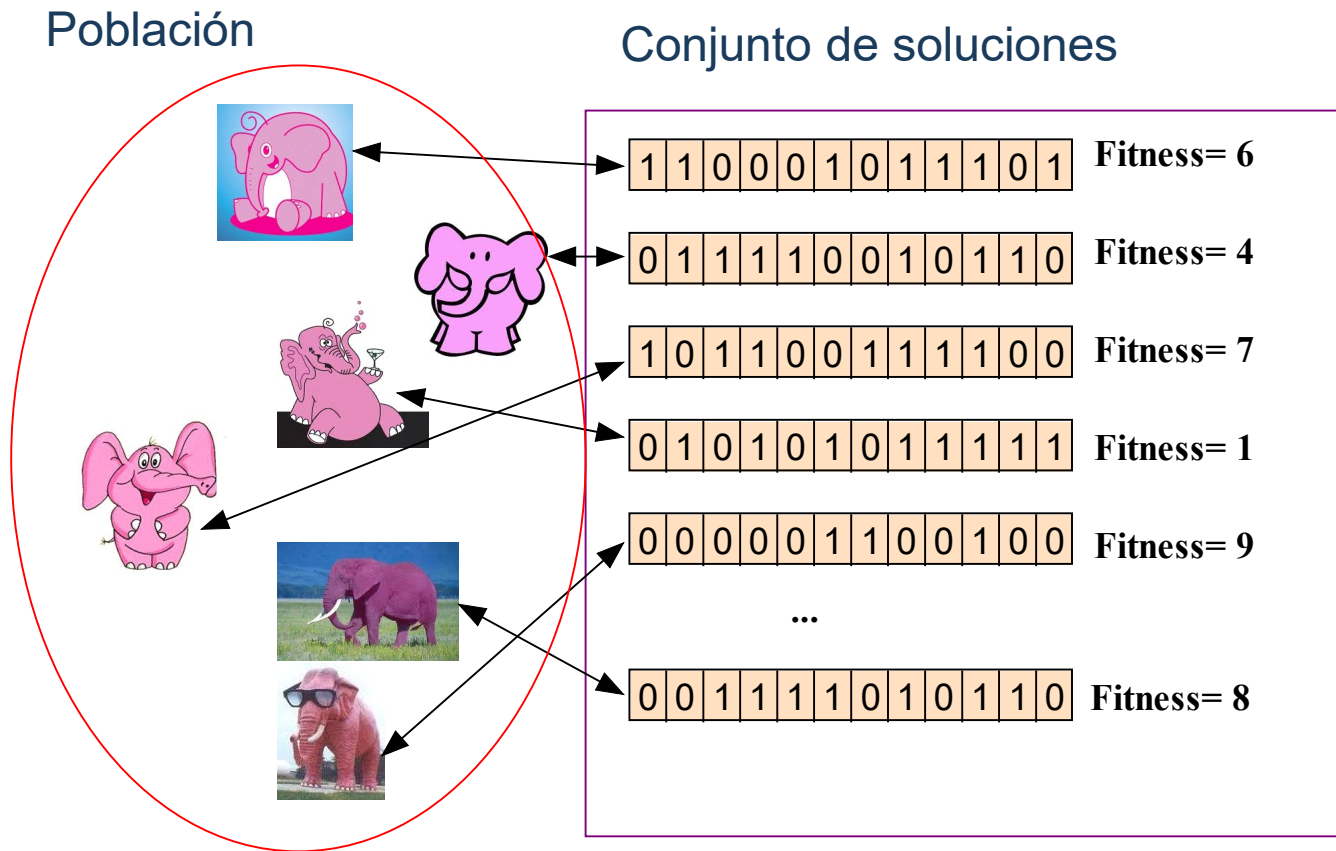 Población
Conjunto de soluciones
1 1 0 0 0 1 0 1 1 1 0 1 Fitness= 6
0 1 1 1 1 0 0 1 0 1 1 0 Fitness= 4
1 0 1 1 0 0 1 1 1 1 0 0 Fitness= 7
0 1 0 1 0 1 0 1 1 1 1 1 Fitness= 1
0 0 0 0 0 1 1 0 0 1 0 0 Fitness= 9
...
0 0 1 1 1 1 0 1 0 1 1 0 Fitness= 8